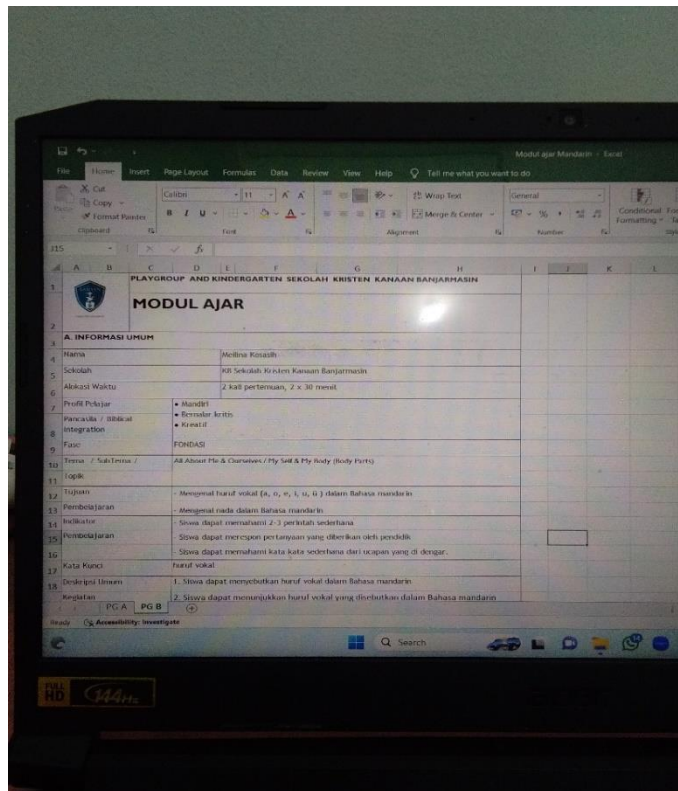 Modul ajar Mandarin - Excel
File Home Insert Page Layout Formulas Data Review View Help Tell me what you want to do
Cut
Copy
Format Painter
Clipboard
Calibri 11
B I U
Font
Wrap Text
Merge & Center
Alignment
General
Number
Conditional
Formatting
J15
A B C D E F G H I J K L
PLAYGROUP AND KINDERGARTEN SEKOLAH KRISTEN KANAAN BANJARMASIN
MODUL AJAR
A. INFORMASI UMUM
Nama Meilina Kosasih
Sekolah KB Sekolah Kristen Kanaan Banjarmasin
Alokasi Waktu 2 kali pertemuan, 2 x 30 menit
Profil Pelajar • Mandiri
Pancasila / Biblical • Bernalar kritis
integration • Kreatif
Fase FONDASI
Tema / SubTema / All About Me & Ourselves / My Self & My Body (Body Parts)
Topik
Tujuan - Mengenal huruf vokal (a, o, e, i, u, ü ) dalam Bahasa mandarin
Pembelajaran - Mengenal nada dalam Bahasa mandarin
Indikator - Siswa dapat memahami 2-3 perintah sederhana
Pembelajaran - Siswa dapat merespon pertanyaan yang diberikan oleh pendidik
- Siswa dapat memahami kata kata sederhana dari ucapan yang di dengar.
Kata Kunci huruf vokal
Deskripsi Umum 1. Siswa dapat menyebutkan huruf vokal dalam Bahasa mandarin
Kegiatan 2. Siswa dapat menunjukkan huruf vokal yang disebutkan dalam Bahasa mandarin
PG A PG B
Ready Accessibility: Investigate
Search
FULL HD 144Hz